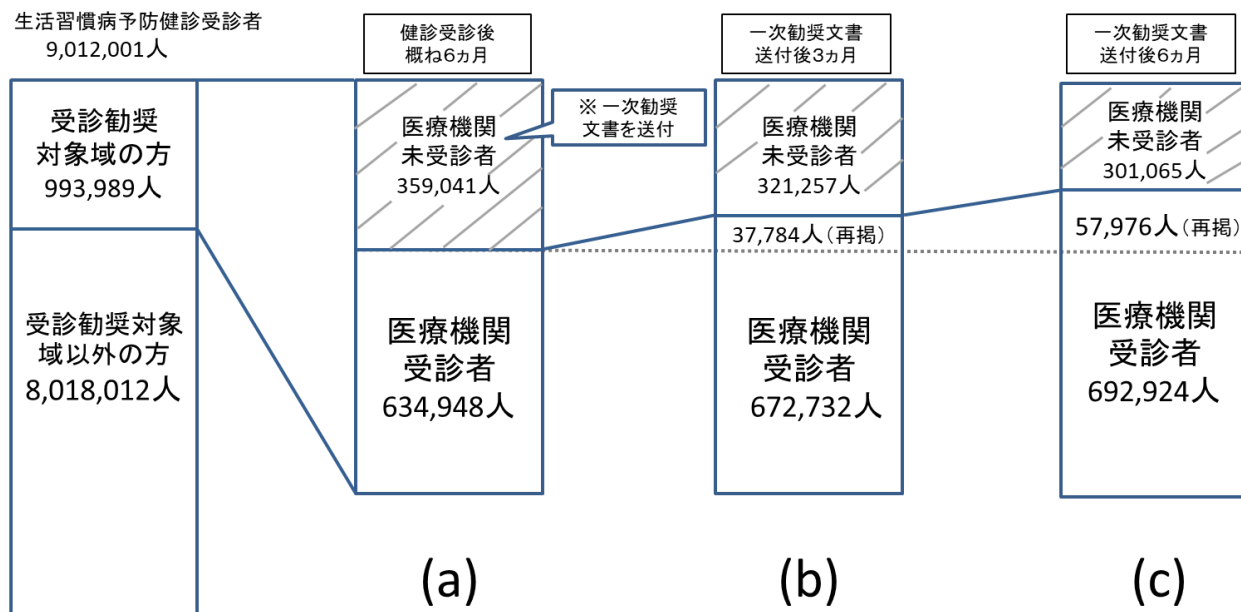 生活習慣病予防健診受診者
9,012,001人
受診勧奨
対象域の方
993,989人
受診勧奨対象
域以外の方
8,018,012人
健診受診後
概ね6ヵ月
医療機関
未受診者
359,041人
※ 一次勧奨
文書を送付
医療機関
受診者
634,948人
(a)
一次勧奨文書
送付後3ヵ月
医療機関
未受診者
321,257人
37,784人（再掲）
医療機関
受診者
672,732人
(b)
一次勧奨文書
送付後6ヵ月
医療機関
未受診者
301,065人
57,976人（再掲）
医療機関
受診者
692,924人
(c)